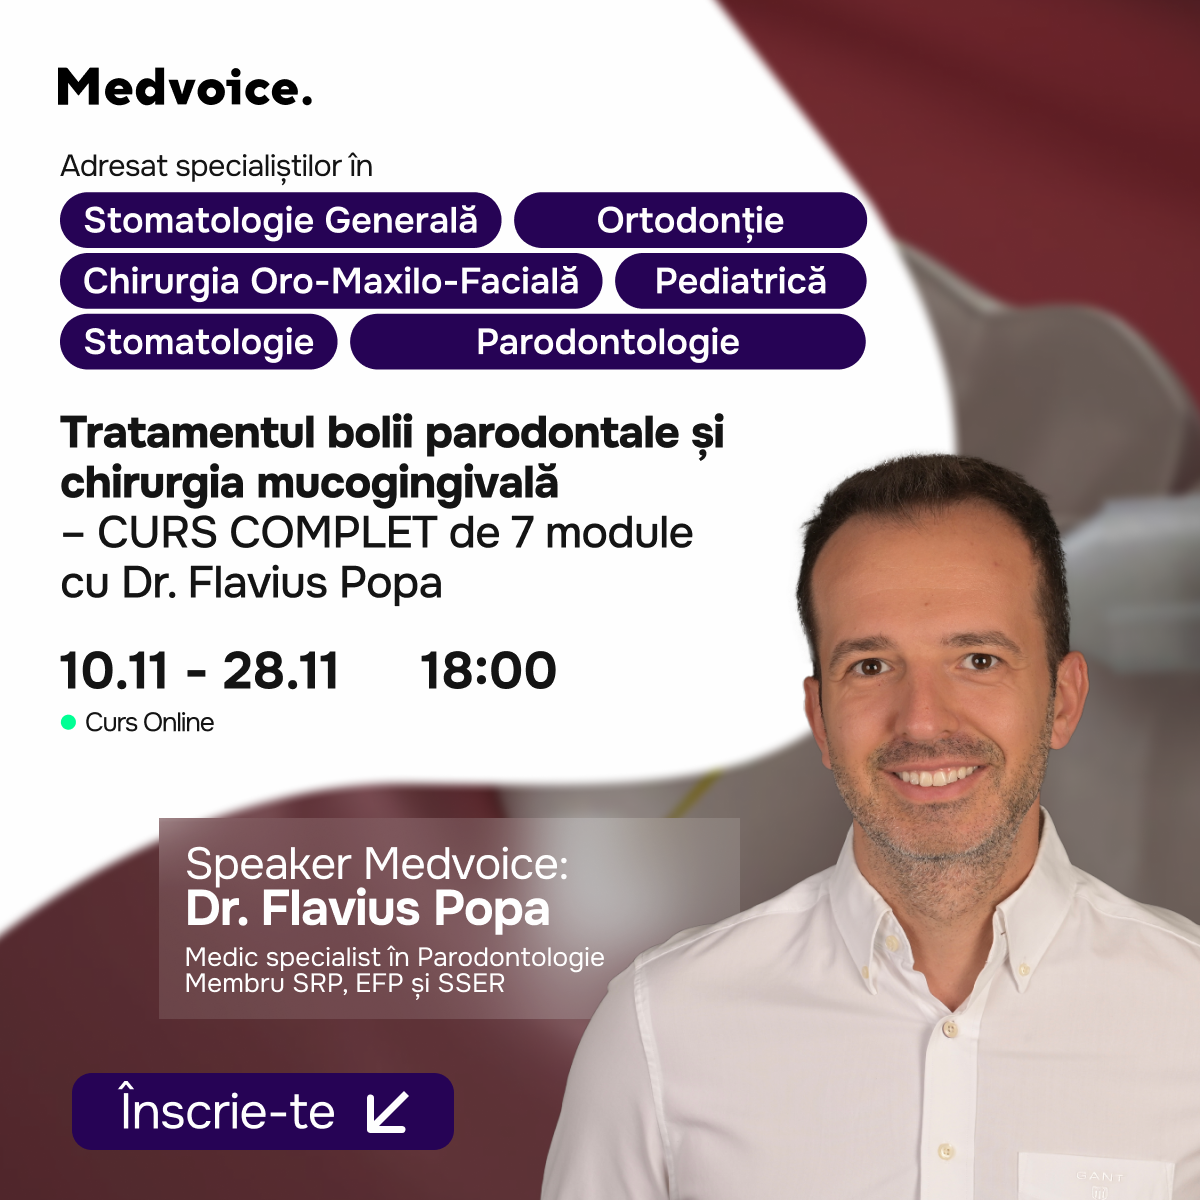 Medvoice.
Adresat specialiștilor în
Stomatologie Generală
Ortodonție
Chirurgia Oro-Maxilo-Facială
Pediatrică
Stomatologie
Parodontologie
Tratamentul bolii parodontale și
chirurgia mucogingivală
– CURS COMPLET de 7 module
cu Dr. Flavius Popa
10.11 - 28.11 18:00
Curs Online
Speaker Medvoice:
Dr. Flavius Popa
Medic specialist în Parodontologie
Membru SRP, EFP și SSER
Înscrie-te
GANT